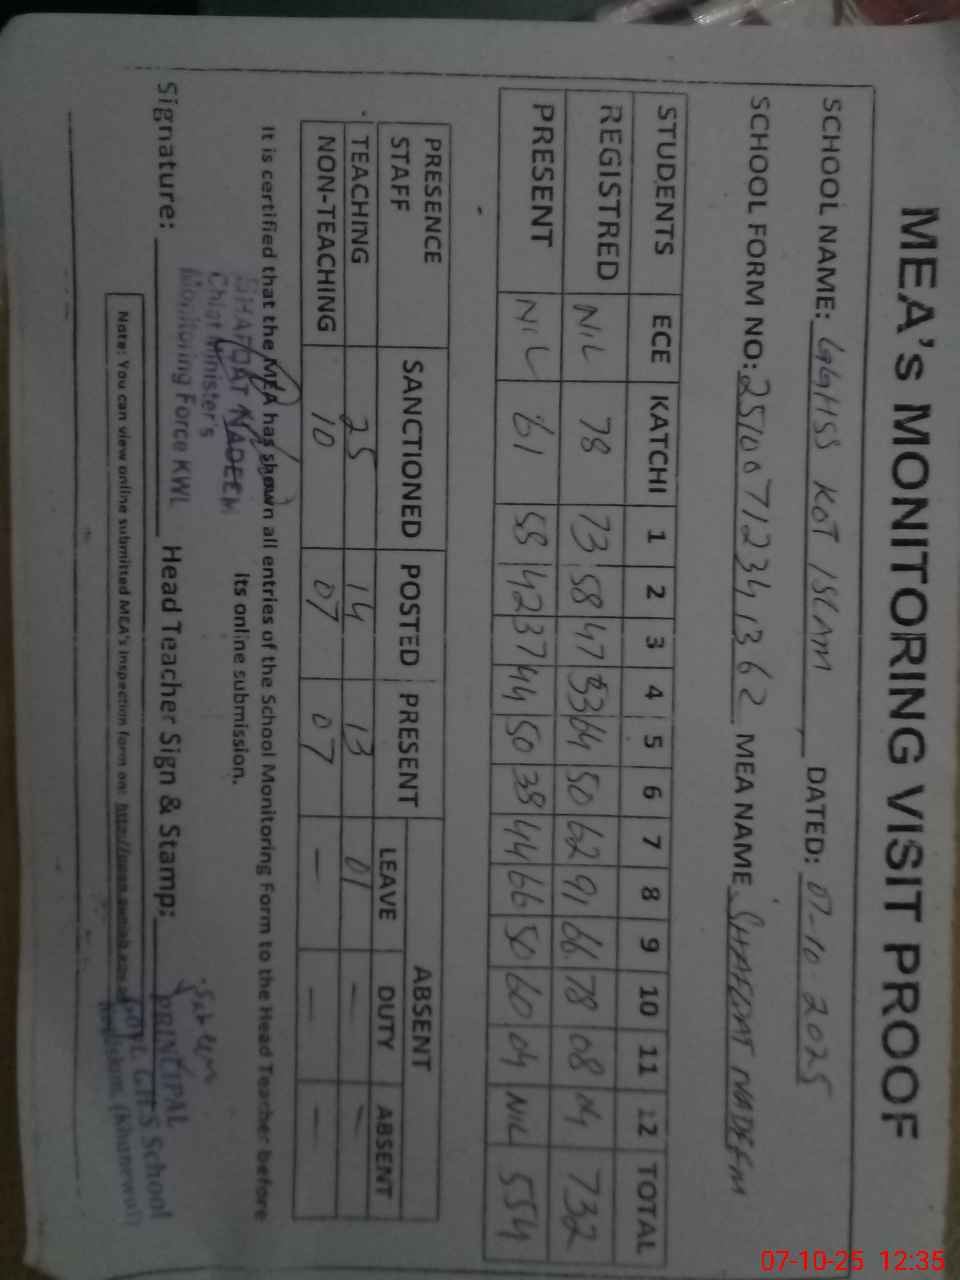 MEA's MONITORING VISIT PROOF
SCHOOL NAME: GGHSS KOT ISLAM DATED: 07-10-2025
SCHOOL FORM NO: 2510071234 1362 MEA NAME SHAFQAT NADEEM
STUDENTS ECE KATCHI 1 2 3 4 5 6 7 8 9 10 11 12 TOTAL
REGISTRED NIL 78 73 58 47 53 64 50 62 91 66 78 08 04 732
PRESENT NIL 61 59 42 37 44 50 39 44 66 50 60 04 NIL 554
PRESENCE STAFF SANCTIONED POSTED PRESENT ABSENT
LEAVE DUTY ABSENT
TEACHING 25 14 13 01 — —
NON-TEACHING 10 07 07 — — —
It is certified that the MEA has shown all entries of the School Monitoring Form to the Head Teacher before
its online submission.
SHAFQAT NADEEM
Chief Minister's
Monitoring Force KWL
Signature: Head Teacher Sign & Stamp:
PRINCIPAL
School
(Khanewal)
Note: You can view online submitted MEA's inspection form on:
07-10-25 12:35